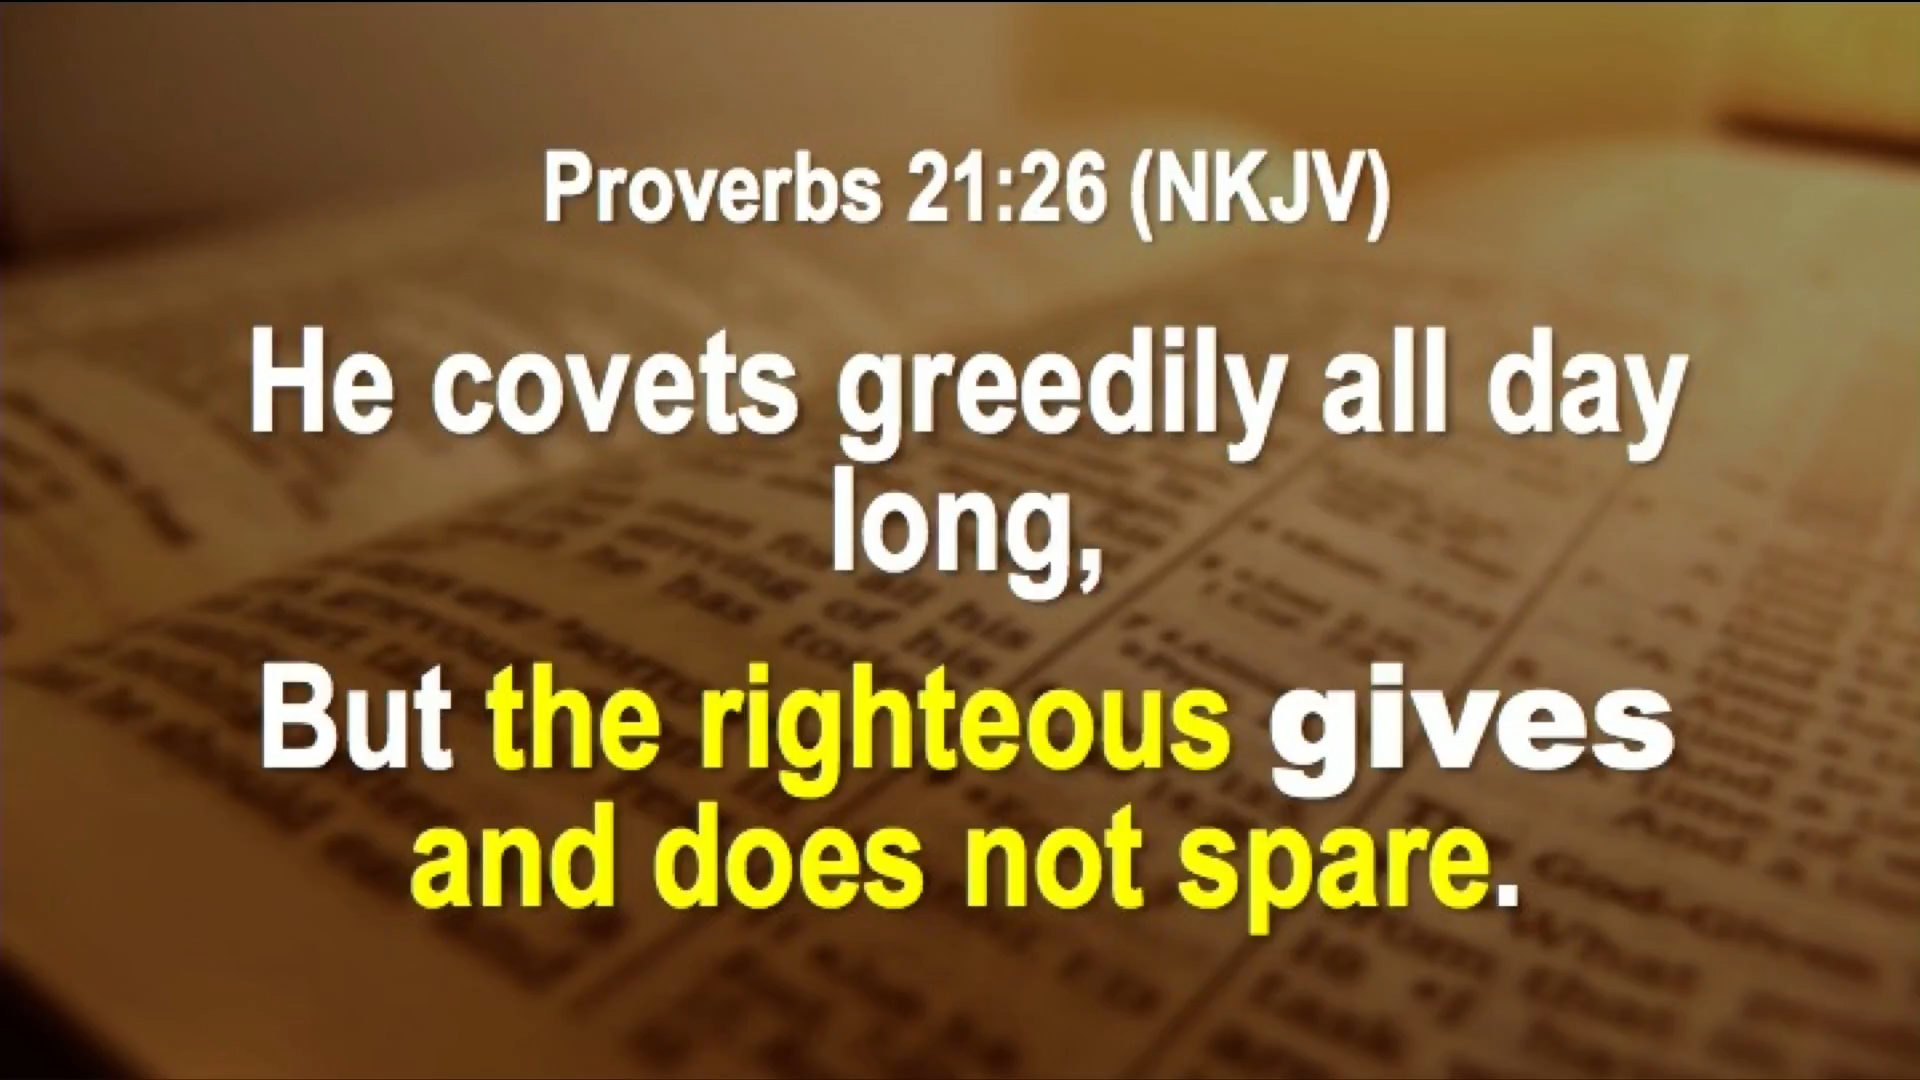 Proverbs 21:26 (NKJV)
He covets greedily all day
long,
But the righteous gives
and does not spare.